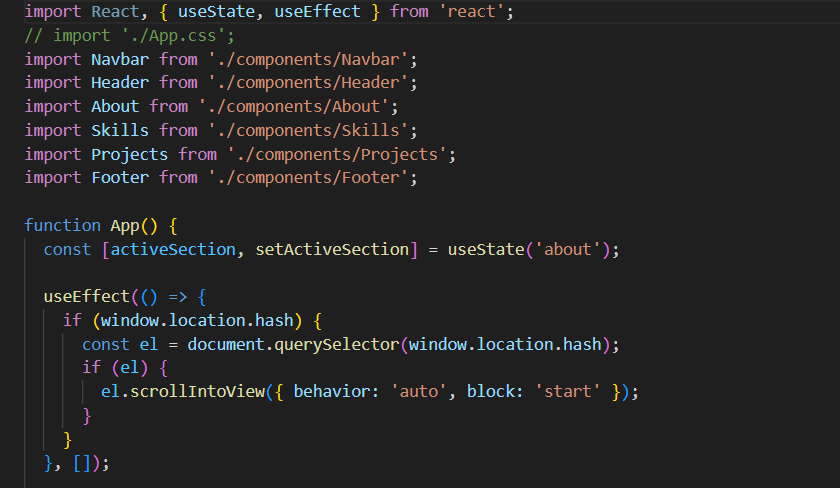 import React, { useState, useEffect } from 'react';
// import './App.css';
import Navbar from './components/Navbar';
import Header from './components/Header';
import About from './components/About';
import Skills from './components/Skills';
import Projects from './components/Projects';
import Footer from './components/Footer';

function App() {
  const [activeSection, setActiveSection] = useState('about');

  useEffect(() => {
    if (window.location.hash) {
      const el = document.querySelector(window.location.hash);
      if (el) {
        el.scrollIntoView({ behavior: 'auto', block: 'start' });
      }
    }
  }, []);